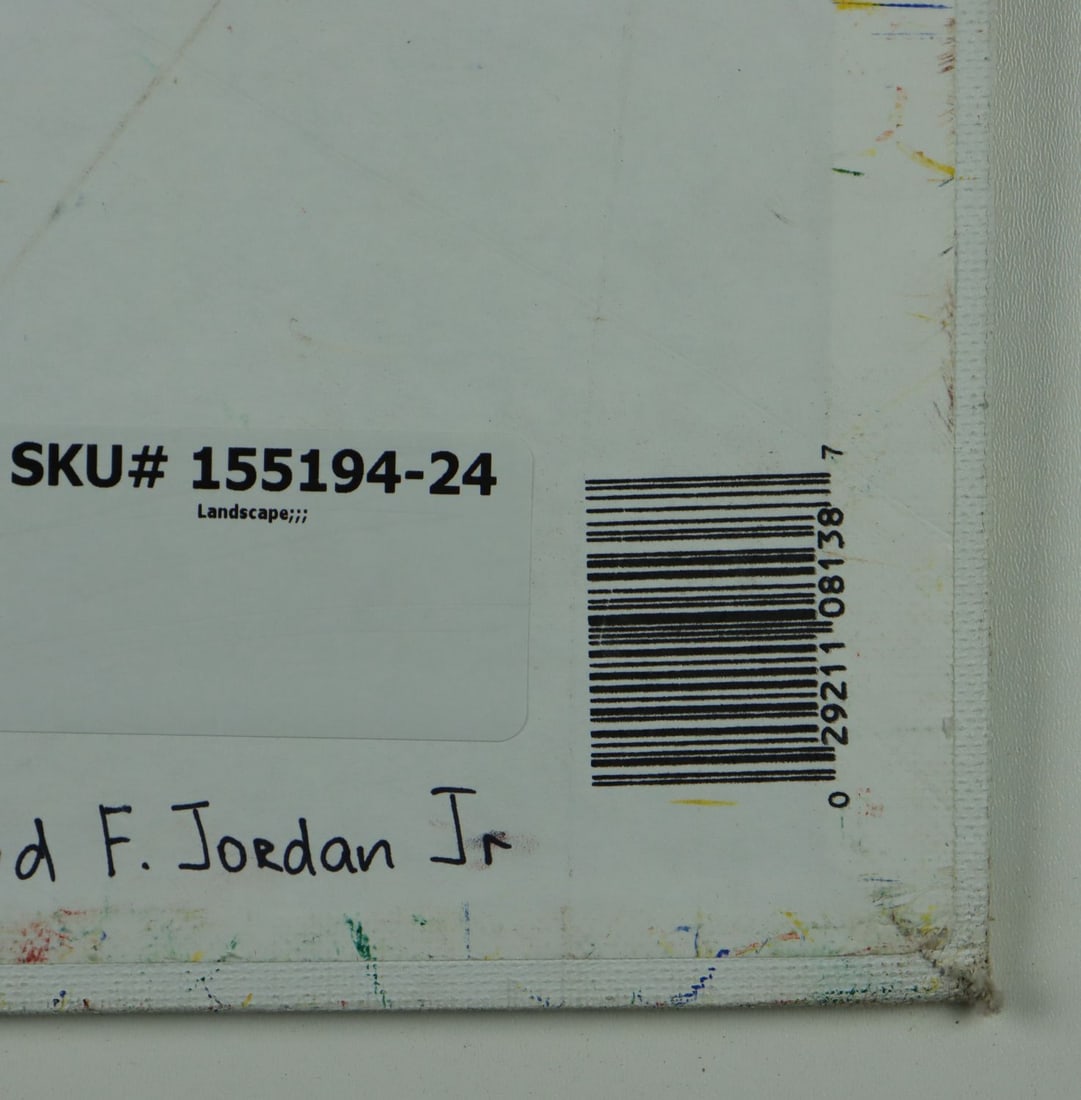 SKU# 155194-24
Landscape;;;
d F. Jordan Jr
0 29211 08138 7